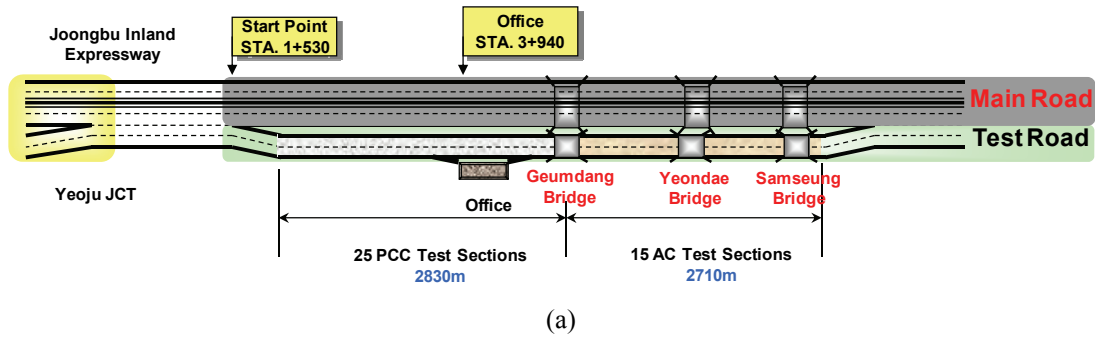 Joongbu Inland
Expressway
Start Point
STA. 1+530
Office
STA. 3+940
Main Road
Test Road
Yeoju JCT
Office
Geumdang
Bridge
Yeondae
Bridge
Samseung
Bridge
25 PCC Test Sections
2830m
15 AC Test Sections
2710m
(a)